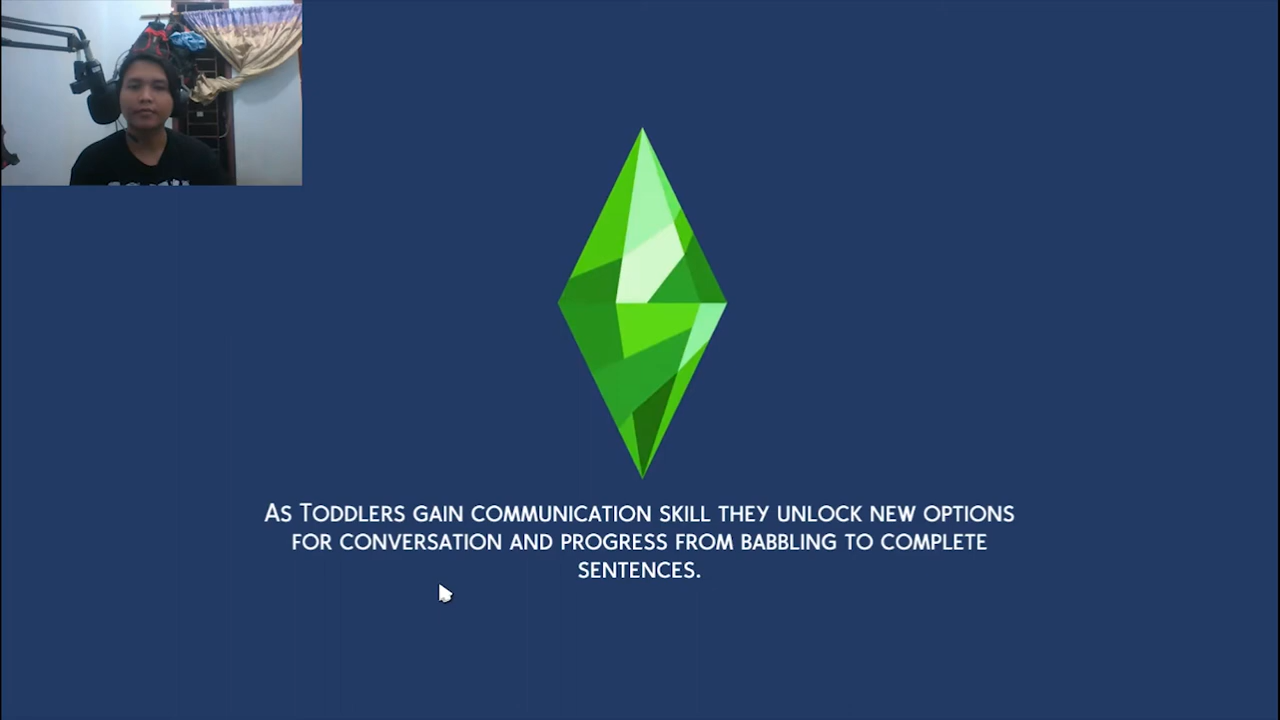 As Toddlers gain communication skill they unlock new options
for conversation and progress from babbling to complete
sentences.